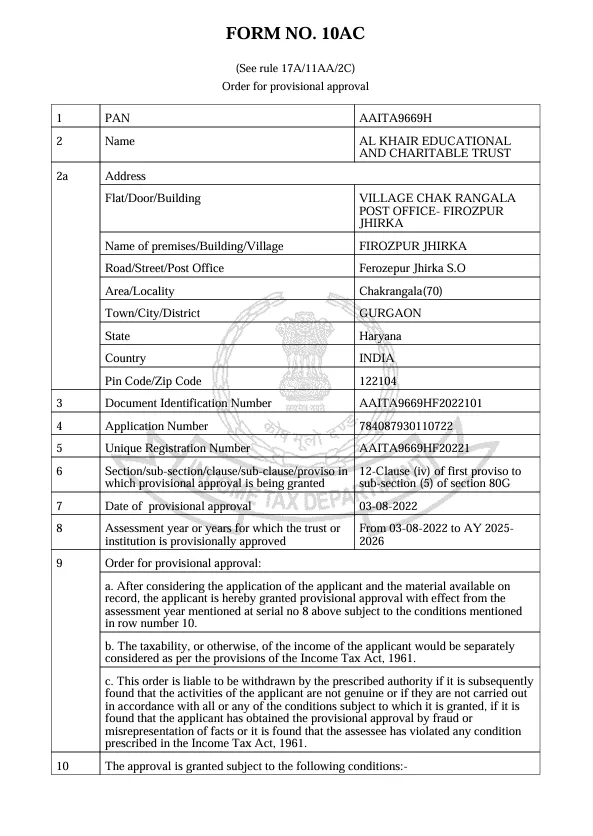 FORM NO. 10AC
(See rule 17A/11AA/2C)
Order for provisional approval
1 PAN AAITA9669H
2 Name AL KHAIR EDUCATIONAL
AND CHARITABLE TRUST
2a Address
Flat/Door/Building VILLAGE CHAK RANGALA
POST OFFICE- FIROZPUR
JHIRKA
Name of premises/Building/Village FIROZPUR JHIRKA
Road/Street/Post Office Ferozepur Jhirka S.O
Area/Locality Chakrangala(70)
Town/City/District GURGAON
State Haryana
Country INDIA
Pin Code/Zip Code 122104
3 Document Identification Number AAITA9669HF2022101
4 Application Number 784087930110722
5 Unique Registration Number AAITA9669HF20221
6 Section/sub-section/clause/sub-clause/proviso in 12-Clause (iv) of first proviso to
which provisional approval is being granted sub-section (5) of section 80G
7 Date of provisional approval 03-08-2022
8 Assessment year or years for which the trust or From 03-08-2022 to AY 2025-
institution is provisionally approved 2026
9 Order for provisional approval:
a. After considering the application of the applicant and the material available on
record, the applicant is hereby granted provisional approval with effect from the
assessment year mentioned at serial no 8 above subject to the conditions mentioned
in row number 10.
b. The taxability, or otherwise, of the income of the applicant would be separately
considered as per the provisions of the Income Tax Act, 1961.
c. This order is liable to be withdrawn by the prescribed authority if it is subsequently
found that the activities of the applicant are not genuine or if they are not carried out
in accordance with all or any of the conditions subject to which it is granted, if it is
found that the applicant has obtained the provisional approval by fraud or
misrepresentation of facts or it is found that the assessee has violated any condition
prescribed in the Income Tax Act, 1961.
10 The approval is granted subject to the following conditions:-
सत्यमेव जयते
कोष मूलो दण्ड
INCOME TAX DEPARTMENT